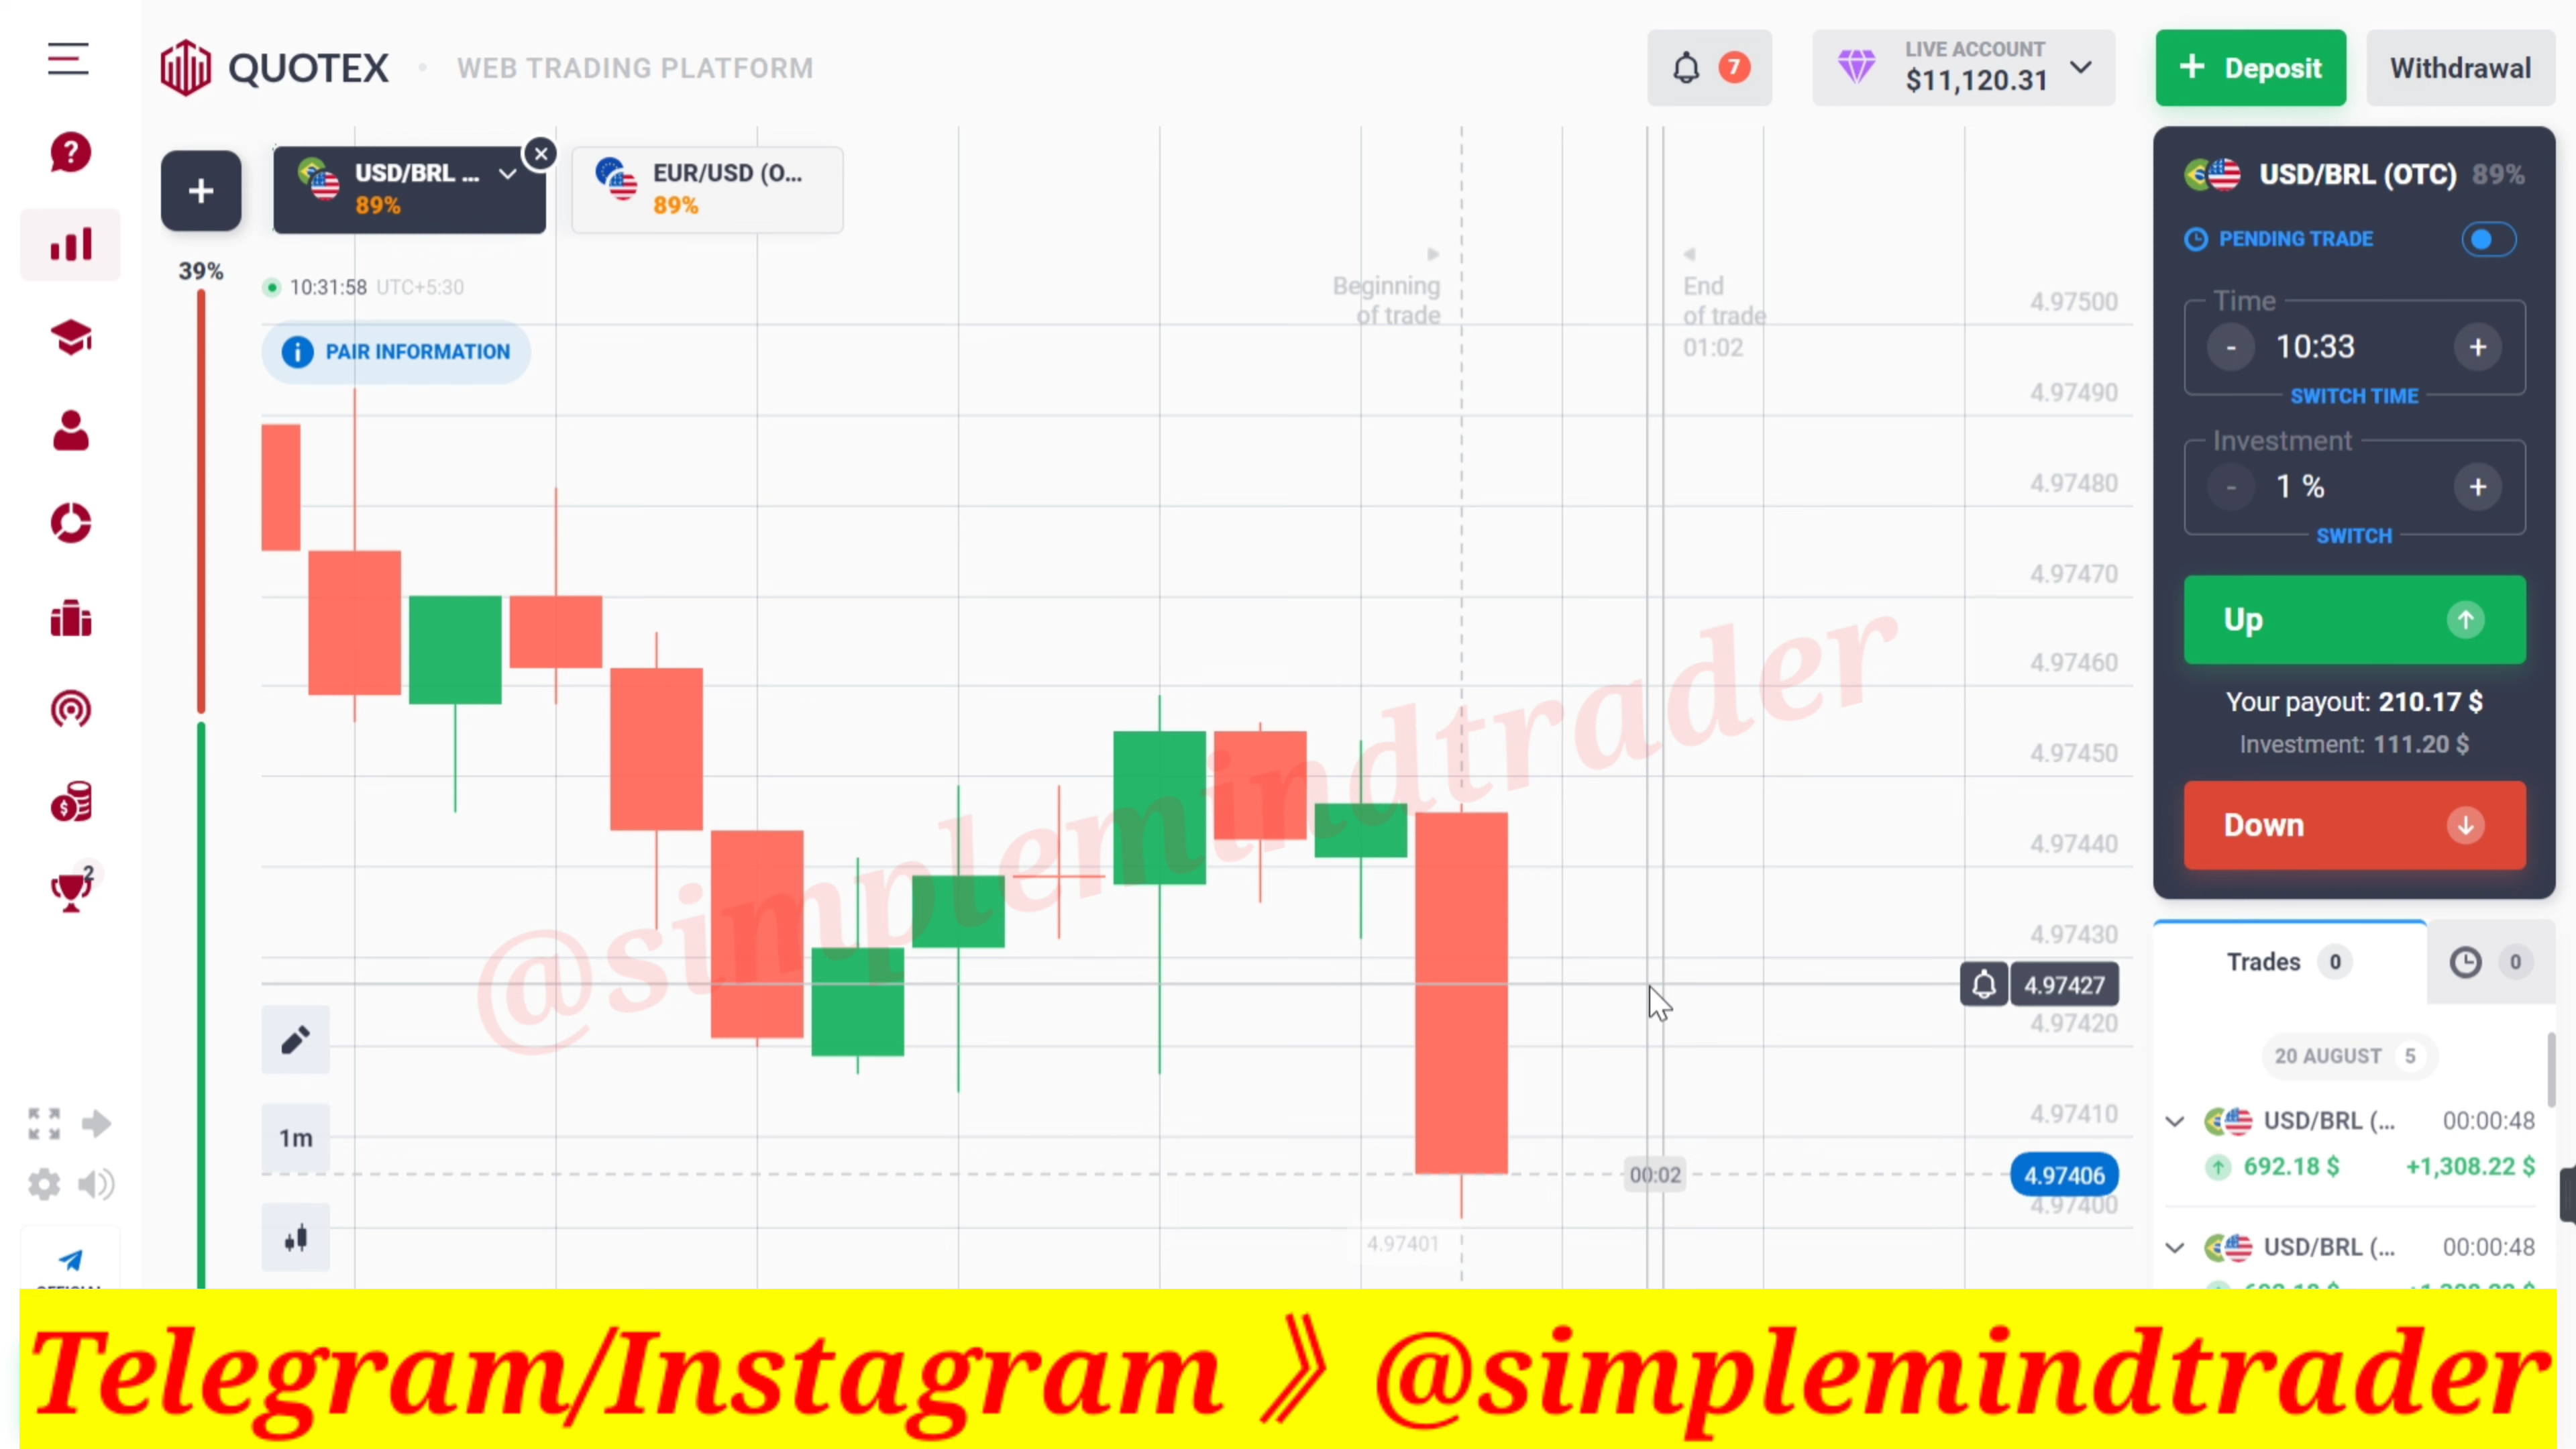 QUOTEX • WEB TRADING PLATFORM
7
LIVE ACCOUNT
$11,120.31
+ Deposit
Withdrawal
+
USD/BRL ...
89%
EUR/USD (O...
89%
39%
10:31:58 UTC+5:30
PAIR INFORMATION
Beginning
of trade
End
of trade
01:02
4.97500
4.97490
4.97480
4.97470
4.97460
4.97450
4.97440
4.97430
4.97427
4.97420
4.97410
4.97406
4.97400
00:02
4.97401
1m
2
@simplemindtrader
USD/BRL (OTC) 89%
PENDING TRADE
Time
- 10:33 +
SWITCH TIME
Investment
- 1 % +
SWITCH
Up
Your payout: 210.17 $
Investment: 111.20 $
Down
Trades 0
0
20 AUGUST 5
USD/BRL (... 00:00:48
692.18 $ +1,308.22 $
USD/BRL (... 00:00:48
Telegram/Instagram 》@simplemindtrader